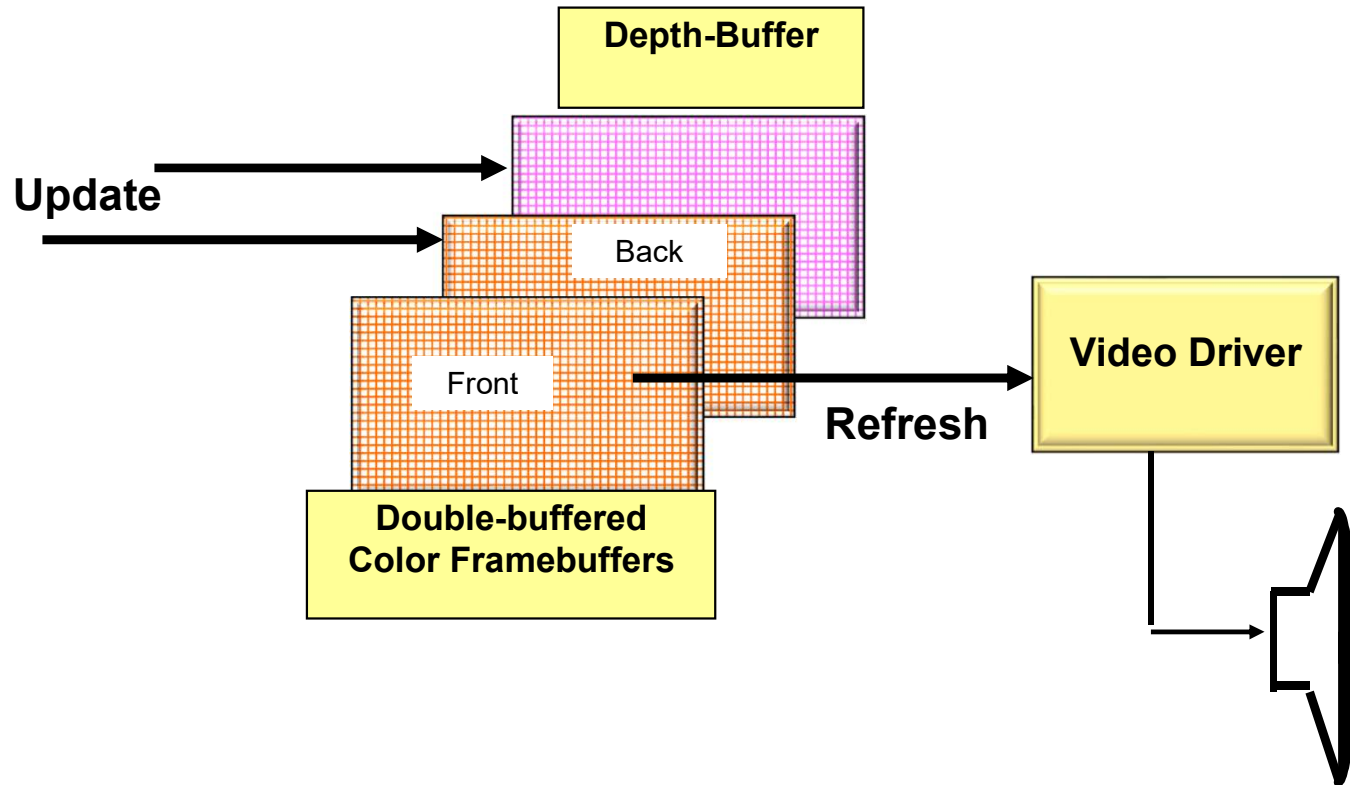 Depth-Buffer
Update
Back
Front
Video Driver
Refresh
Double-buffered
Color Framebuffers